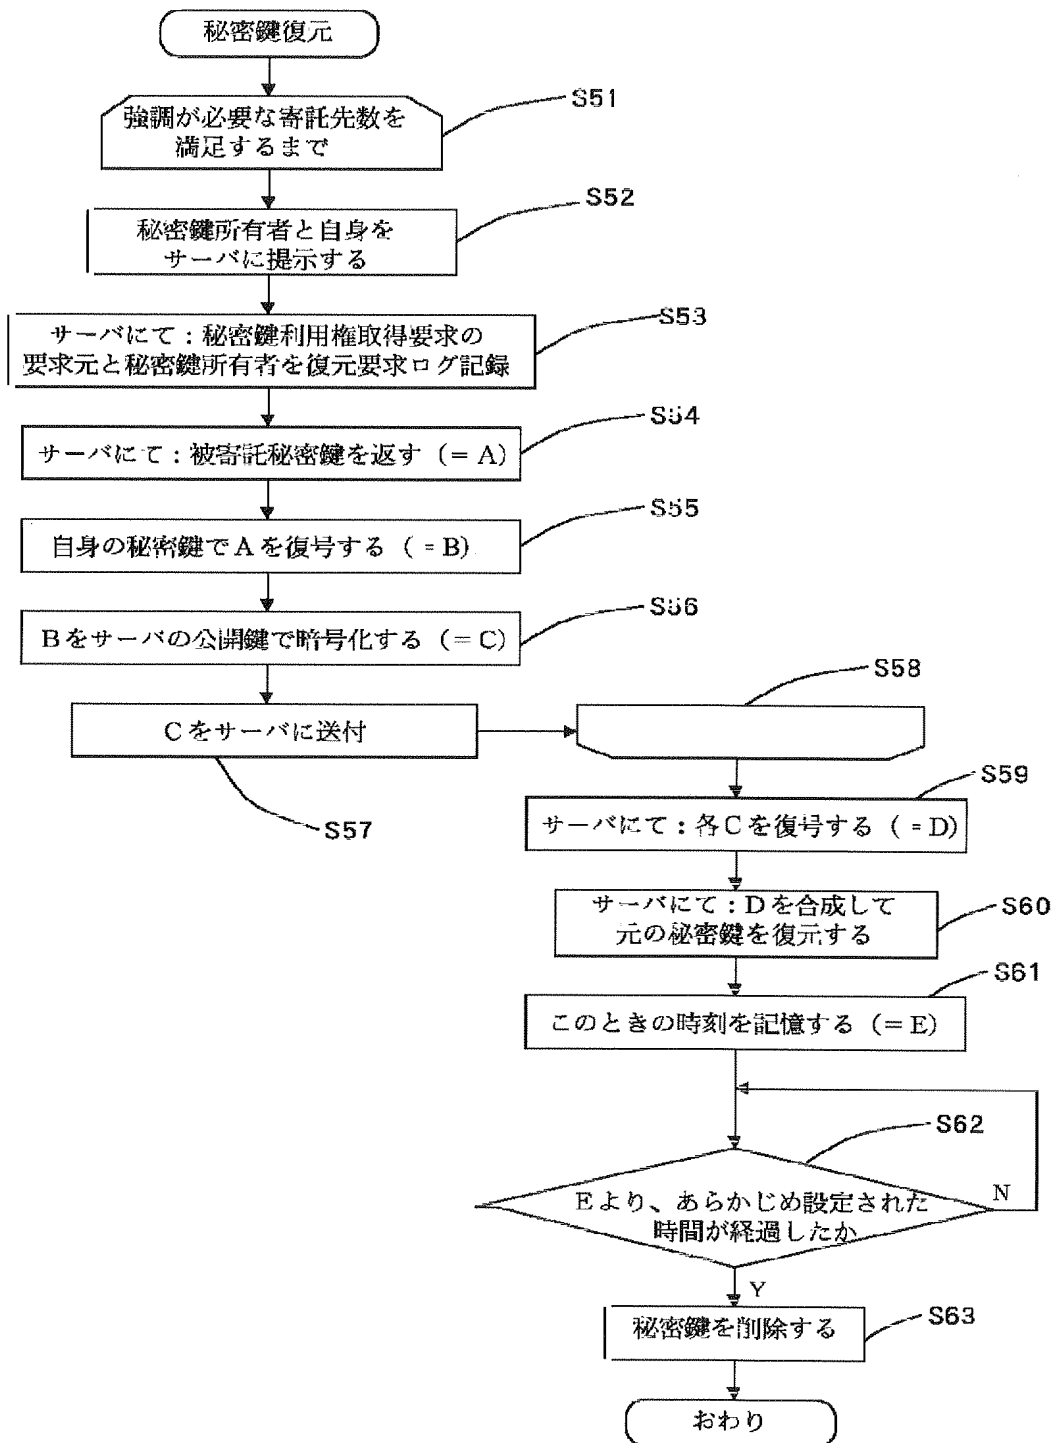 秘密鍵復元
S51
強調が必要な寄託先数を
満足するまで
S52
秘密鍵所有者と自身を
サーバに提示する
S53
サーバにて：秘密鍵利用権取得要求の
要求元と秘密鍵所有者を復元要求ログ記録
S54
サーバにて：被寄託秘密鍵を返す（＝A）
S55
自身の秘密鍵でAを復号する（＝B）
S56
Bをサーバの公開鍵で暗号化する（＝C）
S57
Cをサーバに送付
S58
S59
サーバにて：各Cを復号する（＝D）
S60
サーバにて：Dを合成して
元の秘密鍵を復元する
S61
このときの時刻を記憶する（＝E）
S62
Eより、あらかじめ設定された
時間が経過したか
N
Y
S63
秘密鍵を削除する
おわり